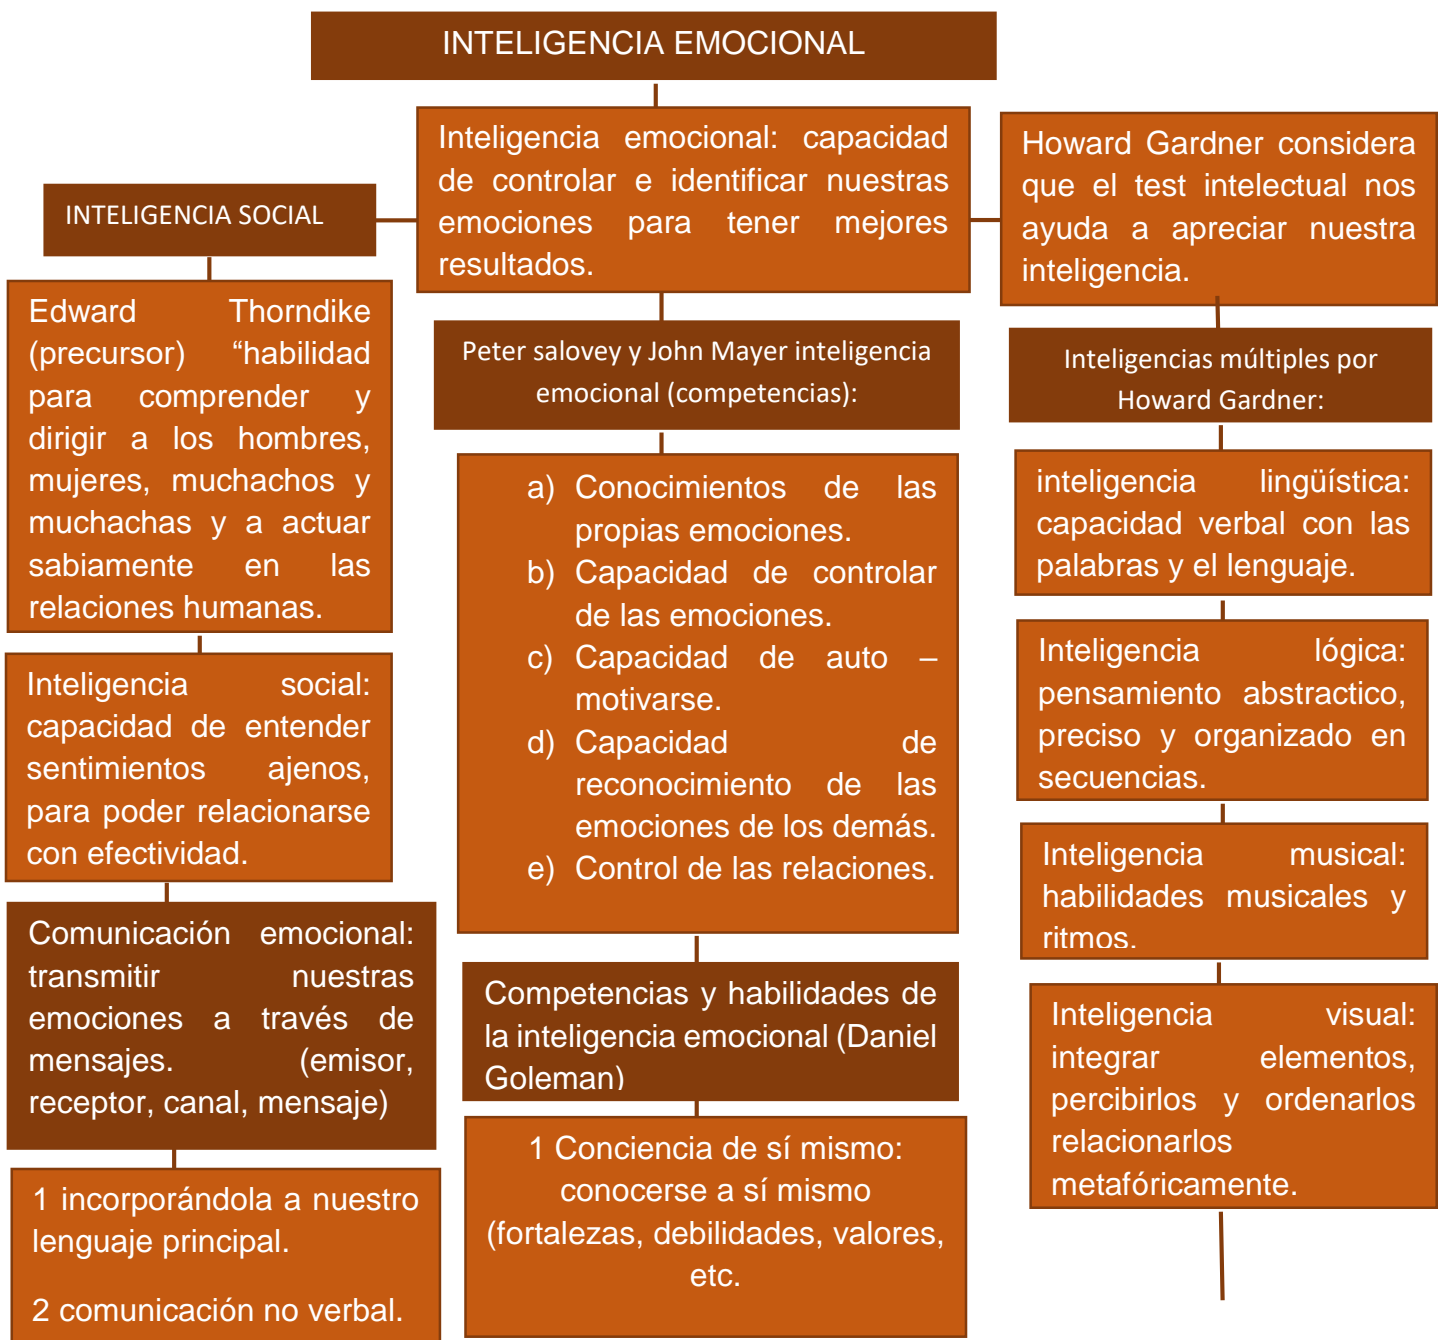 INTELIGENCIA EMOCIONAL
INTELIGENCIA SOCIAL
Edward Thorndike
(precursor) “habilidad
para comprender y
dirigir a los hombres,
mujeres, muchachos y
muchachas y a actuar
sabiamente en las
relaciones humanas.
Inteligencia social:
capacidad de entender
sentimientos ajenos,
para poder relacionarse
con efectividad.
Comunicación emocional:
transmitir nuestras
emociones a través de
mensajes. (emisor,
receptor, canal, mensaje)
1 incorporándola a nuestro
lenguaje principal.
2 comunicación no verbal.
Inteligencia emocional: capacidad
de controlar e identificar nuestras
emociones para tener mejores
resultados.
Peter salovey y John Mayer inteligencia
emocional (competencias):
a) Conocimientos de las
propias emociones.
b) Capacidad de controlar
de las emociones.
c) Capacidad de auto –
motivarse.
d) Capacidad de
reconocimiento de las
emociones de los demás.
e) Control de las relaciones.
Competencias y habilidades de
la inteligencia emocional (Daniel
Goleman)
1 Conciencia de sí mismo:
conocerse a sí mismo
(fortalezas, debilidades, valores,
etc.
Howard Gardner considera
que el test intelectual nos
ayuda a apreciar nuestra
inteligencia.
Inteligencias múltiples por
Howard Gardner:
inteligencia lingüística:
capacidad verbal con las
palabras y el lenguaje.
Inteligencia lógica:
pensamiento abstractico,
preciso y organizado en
secuencias.
Inteligencia musical:
habilidades musicales y
ritmos.
Inteligencia visual:
integrar elementos,
percibirlos y ordenarlos
relacionarlos
metafóricamente.